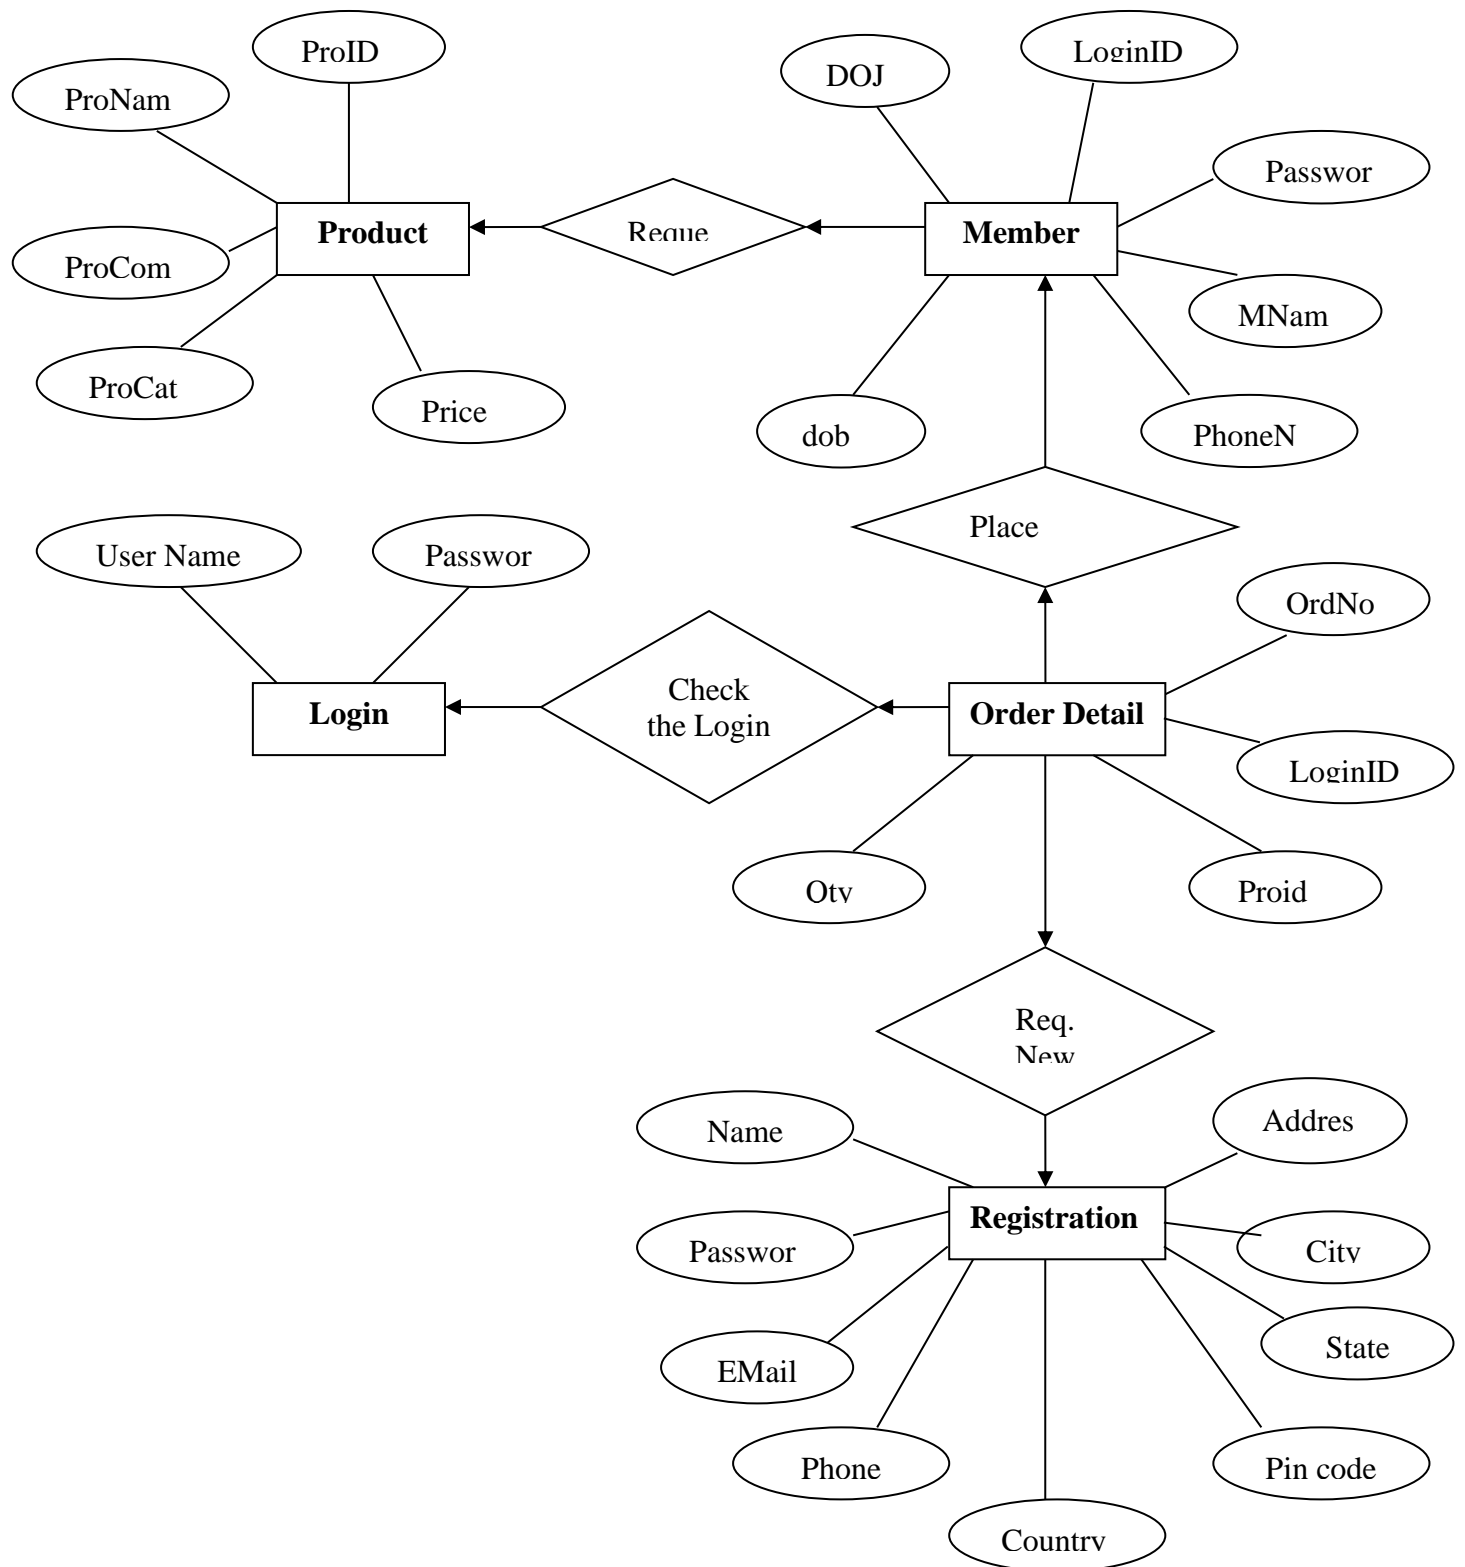 ProID
LoginID
DOJ
ProNam
Passwor
Product
Reque
Member
ProCom
MNam
ProCat
Price
dob
PhoneN
Place
User Name
Passwor
OrdNo
Check
the Login
Login
Order Detail
LoginID
Qty
Proid
Req.
New
Name
Addres
Registration
Passwor
City
State
EMail
Phone
Pin code
Country